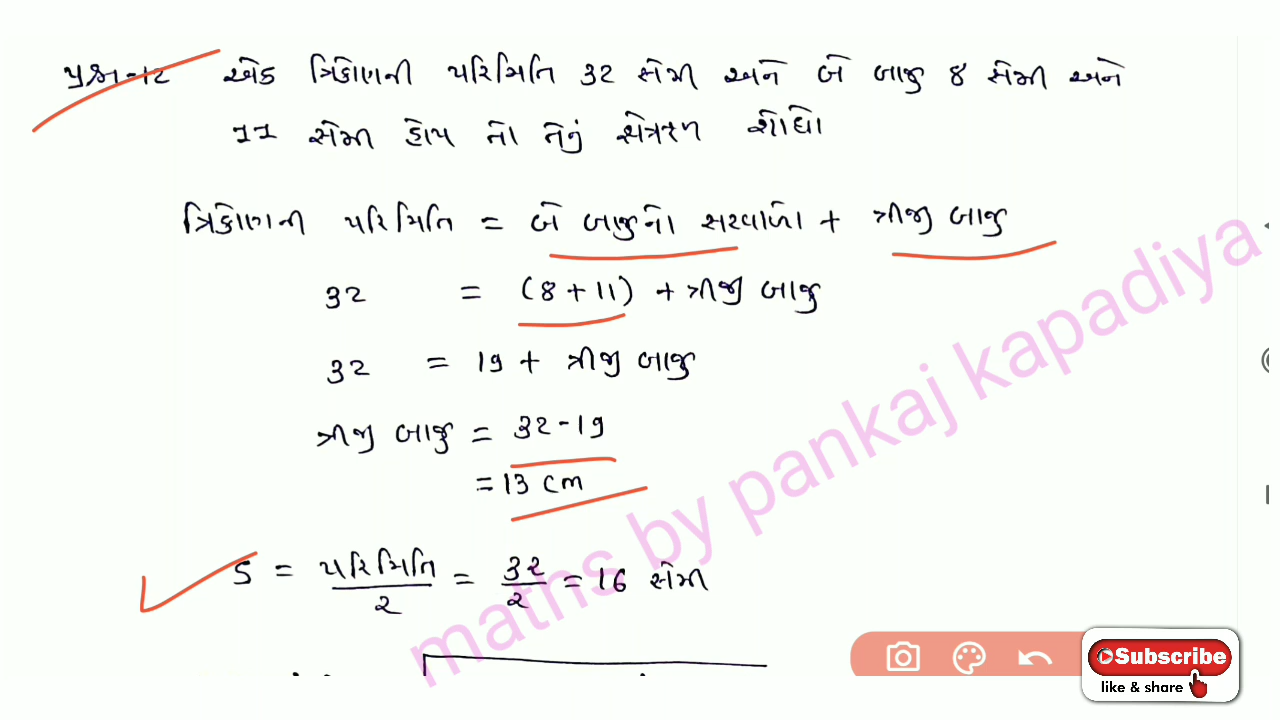 પ્રશ્ન-12 એક ત્રિકોણની પરિમિતિ 32 સેમી અને બે બાજુ 8 સેમી અને
11 સેમી હોય તો તેનું ક્ષેત્રફળ શોધો
ત્રિકોણની પરિમિતિ = બે બાજુનો સરવાળો + ત્રીજી બાજુ
32 = (8+11) + ત્રીજી બાજુ
32 = 19 + ત્રીજી બાજુ
ત્રીજી બાજુ = 32-19
= 13 cm
S = પરિમિતિ/2 = 32/2 = 16 સેમી
maths by pankaj kapadiya
Subscribe
like & share